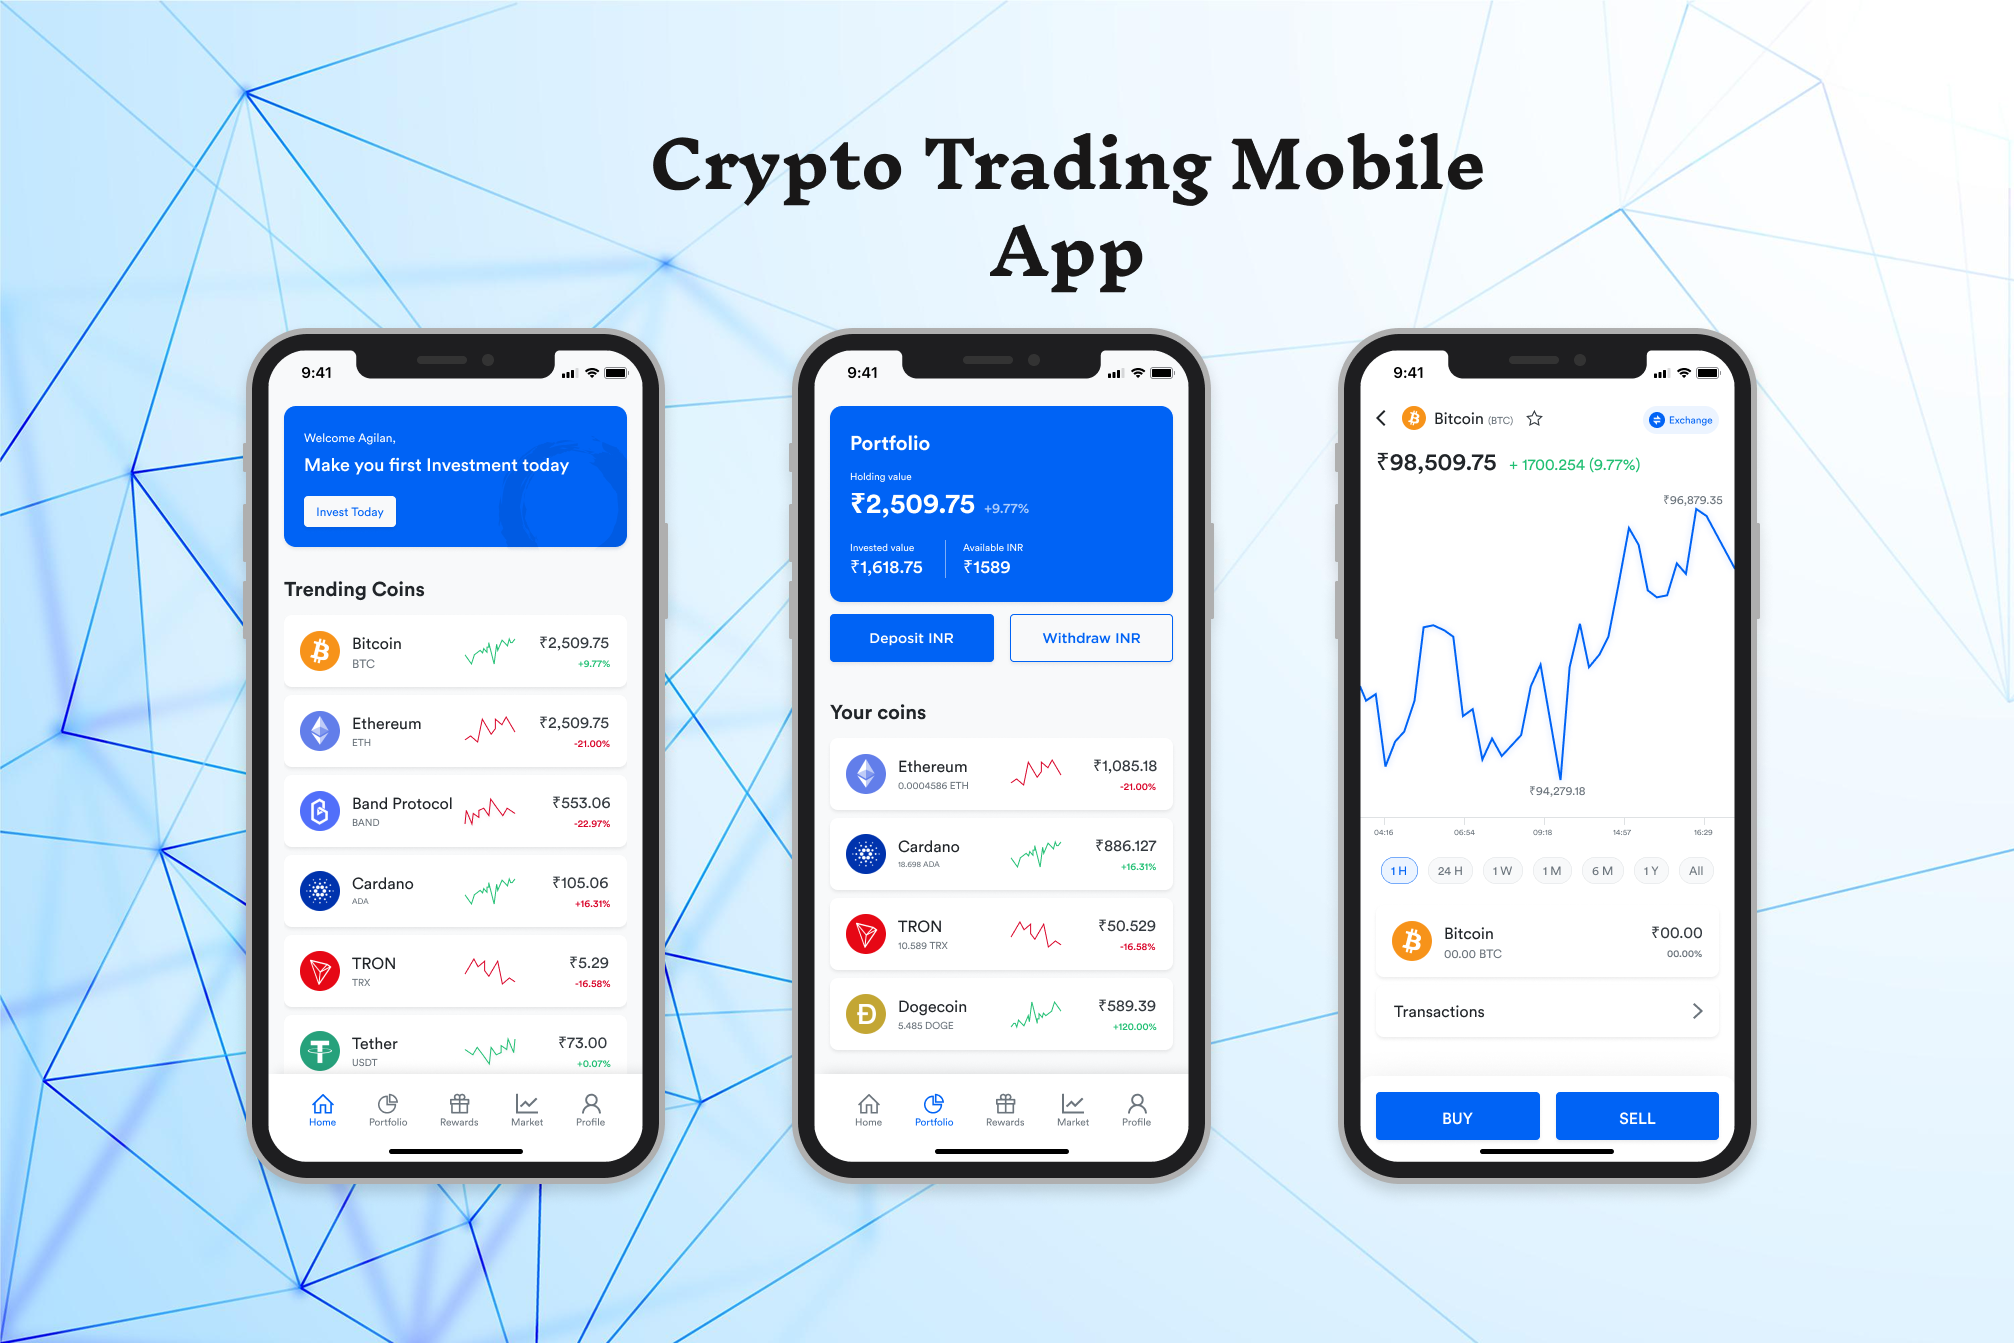 Crypto Trading Mobile
App
9:41
Welcome Agilan,
Make you first Investment today
Invest Today
Trending Coins
Bitcoin ₹2,509.75
BTC +9.77%
Ethereum ₹2,509.75
ETH -21.00%
Band Protocol ₹553.06
BAND -22.97%
Cardano ₹105.06
ADA +16.31%
TRON ₹5.29
TRX -16.58%
Tether ₹73.00
USDT +0.07%
Home Portfolio Rewards Market Profile
9:41
Portfolio
Holding value
₹2,509.75 +9.77%
Invested value Available INR
₹1,618.75 ₹1589
Deposit INR Withdraw INR
Your coins
Ethereum ₹1,085.18
0.0004586 ETH -21.00%
Cardano ₹886.127
18.698 ADA +16.31%
TRON ₹50.529
10.589 TRX -16.58%
Dogecoin ₹589.39
5.485 DOGE +120.00%
Home Portfolio Rewards Market Profile
9:41
Bitcoin (BTC) Exchange
₹98,509.75 + 1700.254 (9.77%)
₹96,879.35
₹94,279.18
04:16 06:54 09:18 14:57 16:29
1 H 24 H 1 W 1 M 6 M 1 Y All
Bitcoin ₹00.00
00.00 BTC 00.00%
Transactions
BUY SELL